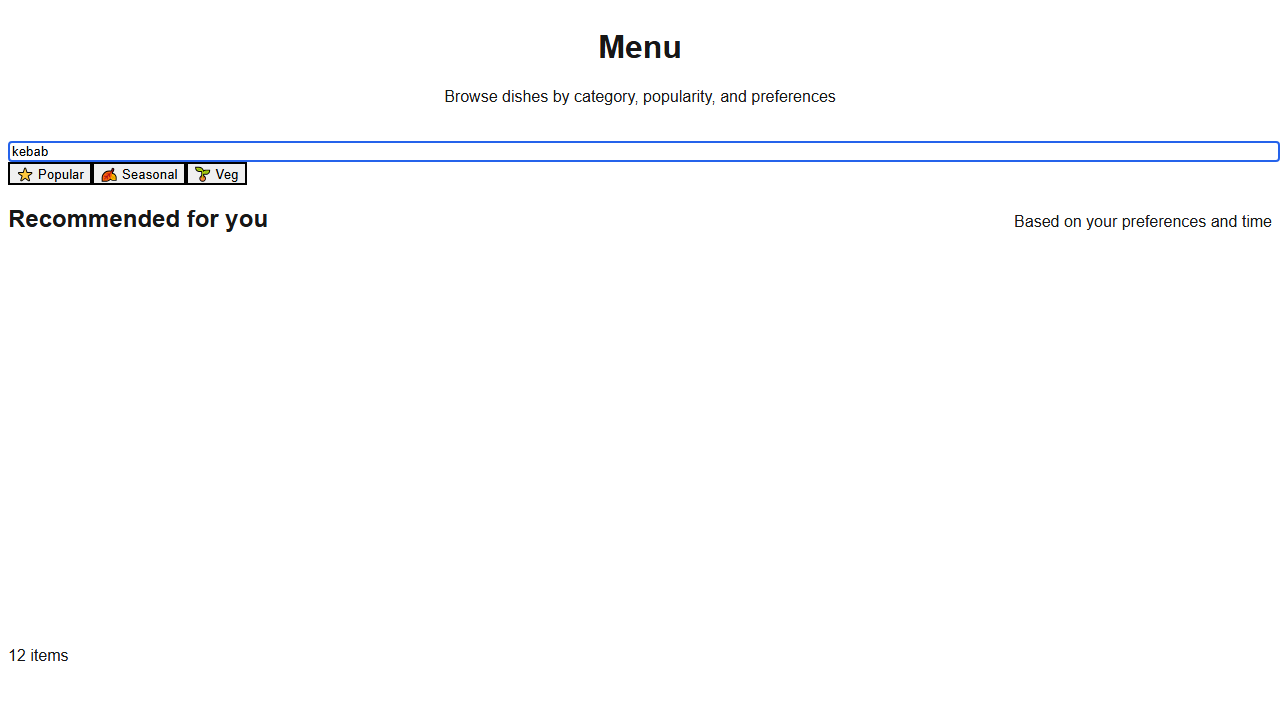 Menu
Browse dishes by category, popularity, and preferences
kebab
⭐ Popular 🍂 Seasonal 🌱 Veg
Recommended for you
Based on your preferences and time
12 items